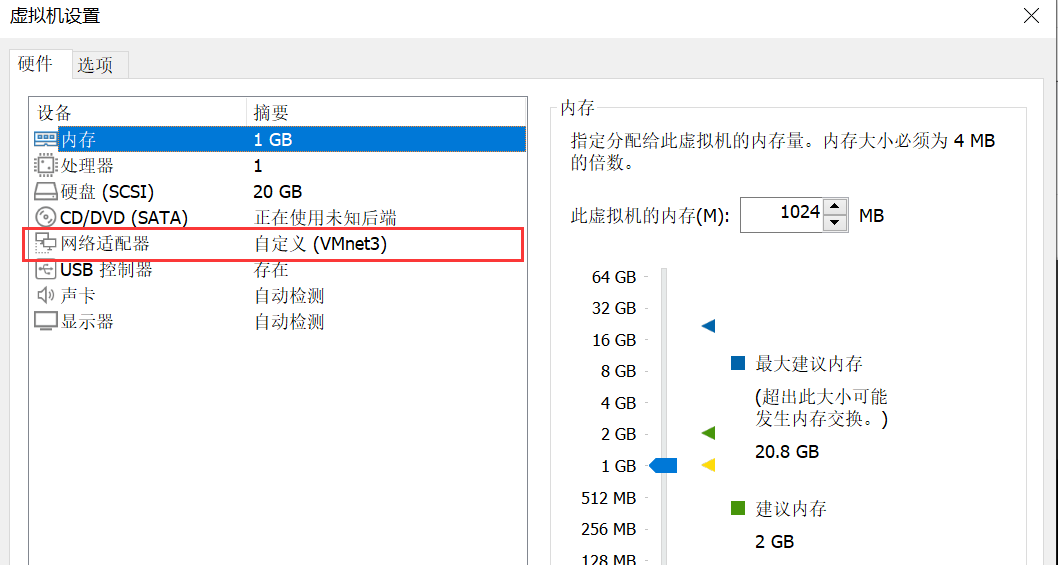 虚拟机设置
硬件 选项
设备 摘要
内存 1 GB
处理器 1
硬盘 (SCSI) 20 GB
CD/DVD (SATA) 正在使用未知后端
网络适配器 自定义 (VMnet3)
USB 控制器 存在
声卡 自动检测
显示器 自动检测
内存
指定分配给此虚拟机的内存量。内存大小必须为 4 MB
的倍数。
此虚拟机的内存(M): 1024 MB
64 GB
32 GB
16 GB
8 GB
4 GB
2 GB
1 GB
512 MB
256 MB
128 MB
最大建议内存
(超出此大小可能
发生内存交换。)
20.8 GB
建议内存
2 GB